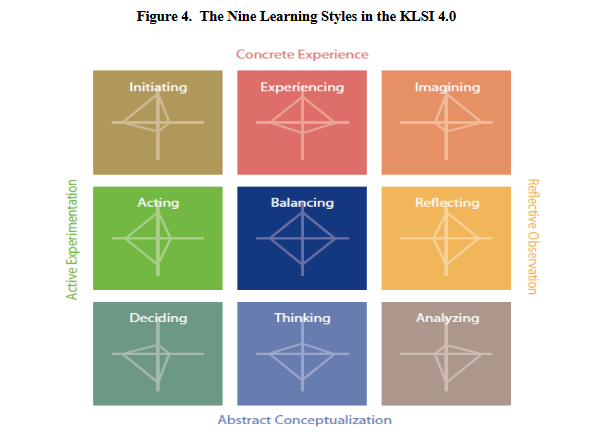 Figure 4. The Nine Learning Styles in the KLSI 4.0
Concrete Experience
Initiating
Experiencing
Imagining
Active Experimentation
Acting
Balancing
Reflecting
Reflective Observation
Deciding
Thinking
Analyzing
Abstract Conceptualization